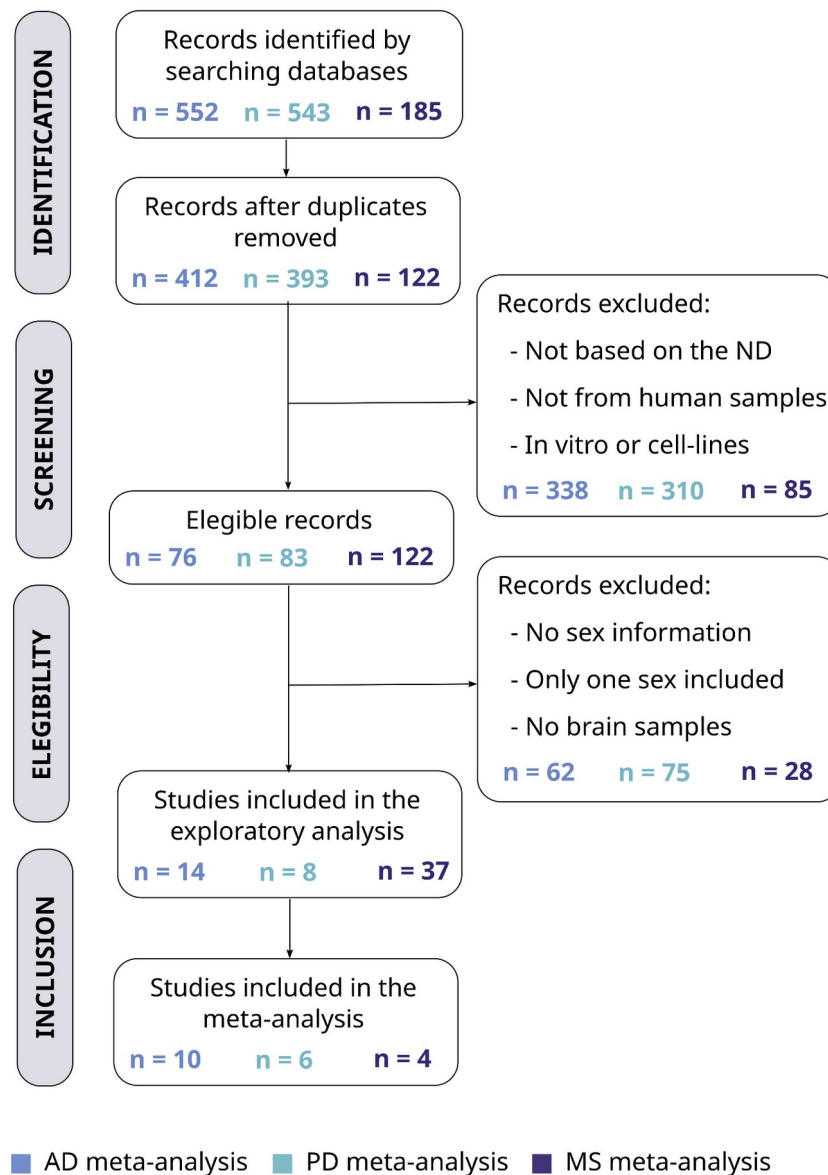 IDENTIFICATION
Records identified by
searching databases
n = 552 n = 543 n = 185
Records after duplicates
removed
n = 412 n = 393 n = 122
SCREENING
Records excluded:
- Not based on the ND
- Not from human samples
- In vitro or cell-lines
n = 338 n = 310 n = 85
Elegible records
n = 76 n = 83 n = 122
ELEGIBILITY
Records excluded:
- No sex information
- Only one sex included
- No brain samples
n = 62 n = 75 n = 28
Studies included in the
exploratory analysis
n = 14 n = 8 n = 37
INCLUSION
Studies included in the
meta-analysis
n = 10 n = 6 n = 4
AD meta-analysis PD meta-analysis MS meta-analysis